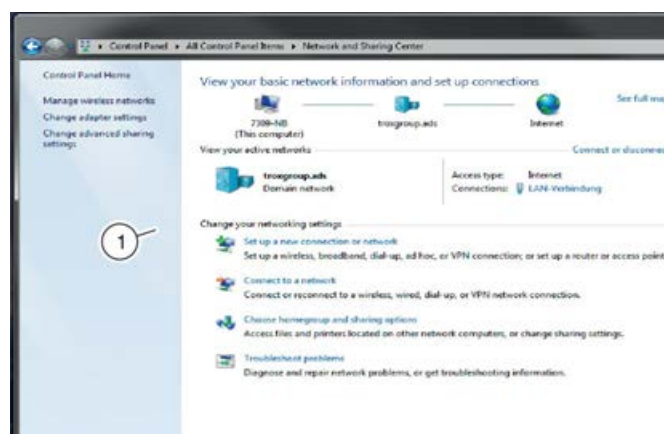 Control Panel ▸ All Control Panel Items ▸ Network and Sharing Center
Control Panel Home
Manage wireless networks
Change adapter settings
Change advanced sharing
settings
View your basic network information and set up connections
See full ma
7309-NB
(This computer)
troxgroup.ads
Internet
View your active networks
Connect or disconnec
troxgroup.ads
Domain network
Access type: Internet
Connections: LAN-Verbindung
1
Change your networking settings
Set up a new connection or network
Set up a wireless, broadband, dial-up, ad hoc, or VPN connection; or set up a router or access point
Connect to a network
Connect or reconnect to a wireless, wired, dial-up, or VPN network connection.
Choose homegroup and sharing options
Access files and printers located on other network computers, or change sharing settings.
Troubleshoot problems
Diagnose and repair network problems, or get troubleshooting information.